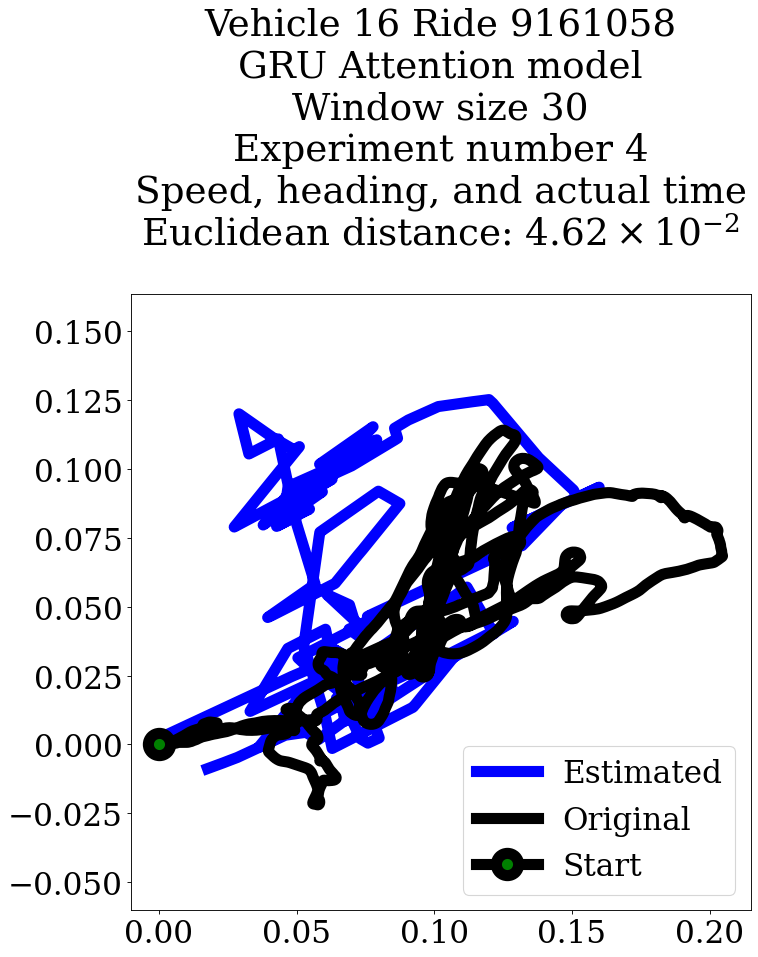 Vehicle 16 Ride 9161058
GRU Attention model
Window size 30
Experiment number 4
Speed, heading, and actual time
Euclidean distance: 4.62 × 10⁻²
0.150
0.125
0.100
0.075
0.050
0.025
0.000
−0.025
−0.050
0.00 0.05 0.10 0.15 0.20
Estimated
Original
Start